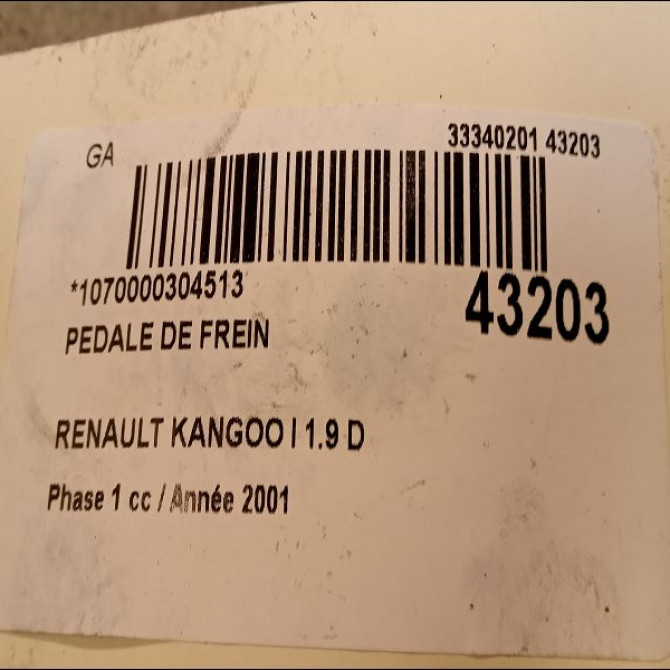 GA
33340201 43203
*1070000304513
43203
PEDALE DE FREIN
RENAULT KANGOO I 1.9 D
Phase 1 cc / Année 2001